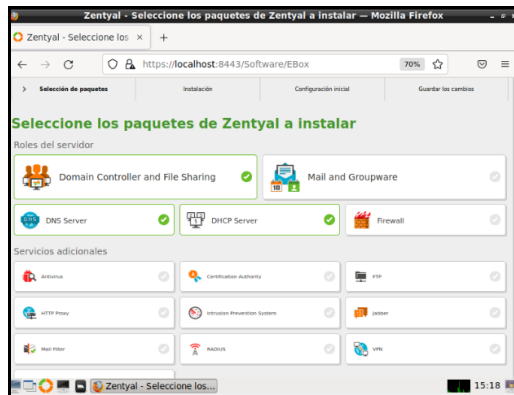 Zentyal - Seleccione los paquetes de Zentyal a instalar — Mozilla Firefox
Zentyal - Seleccione los × +
https://localhost:8443/Software/EBox 70%
> Selección de paquetes Instalación Configuración inicial Guardar los cambios
Seleccione los paquetes de Zentyal a instalar
Roles del servidor
Domain Controller and File Sharing Mail and Groupware
DNS Server DHCP Server Firewall
Servicios adicionales
Antivirus Certification Authority FTP
HTTP Proxy Intrusion Prevention System Jabber
Mail Filter RADIUS VPN
Zentyal - Seleccione los... 15:18